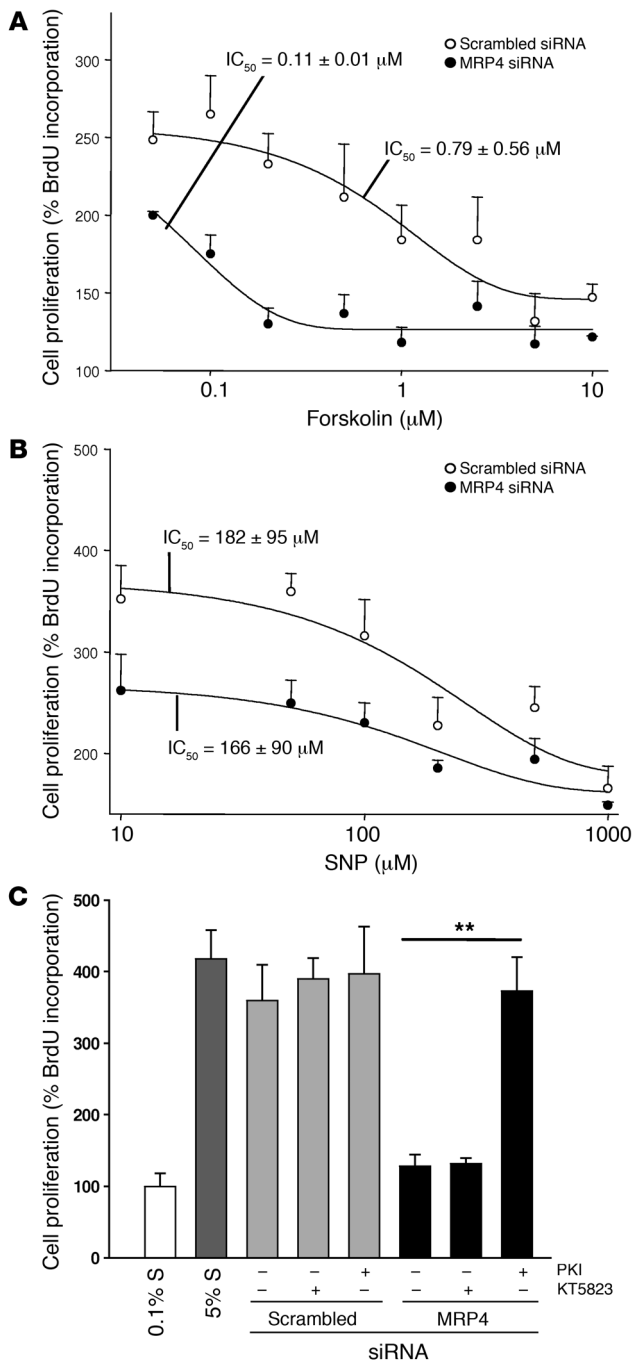 A
Cell proliferation (% BrdU incorporation)
300
250
200
150
100
IC50 = 0.11 ± 0.01 μM
Scrambled siRNA
MRP4 siRNA
IC50 = 0.79 ± 0.56 μM
0.1
1
10
Forskolin (μM)
B
Cell proliferation (% BrdU incorporation)
500
400
300
200
Scrambled siRNA
MRP4 siRNA
IC50 = 182 ± 95 μM
IC50 = 166 ± 90 μM
10
100
1000
SNP (μM)
C
Cell proliferation (% BrdU incorporation)
500
400
300
200
100
0
**
0.1% S
5% S
– – + – – + PKI
– + – – + – KT5823
Scrambled
MRP4
siRNA